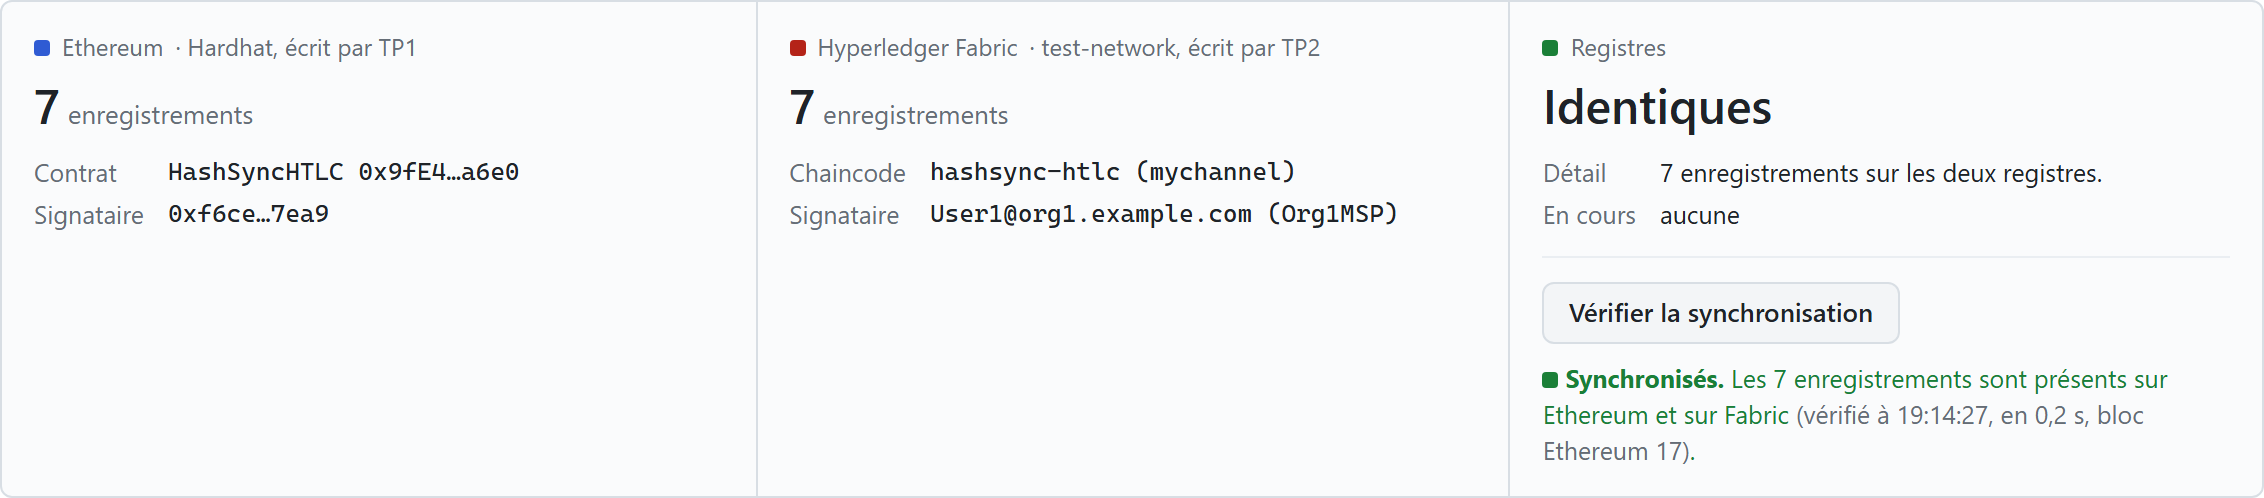 Ethereum · Hardhat, écrit par TP1
7 enregistrements
Contrat HashSyncHTLC 0x9fE4…a6e0
Signataire 0xf6ce…7ea9
Hyperledger Fabric · test-network, écrit par TP2
7 enregistrements
Chaincode hashsync-htlc (mychannel)
Signataire User1@org1.example.com (Org1MSP)
Registres
Identiques
Détail 7 enregistrements sur les deux registres.
En cours aucune
Vérifier la synchronisation
Synchronisés. Les 7 enregistrements sont présents sur
Ethereum et sur Fabric (vérifié à 19:14:27, en 0,2 s, bloc
Ethereum 17).